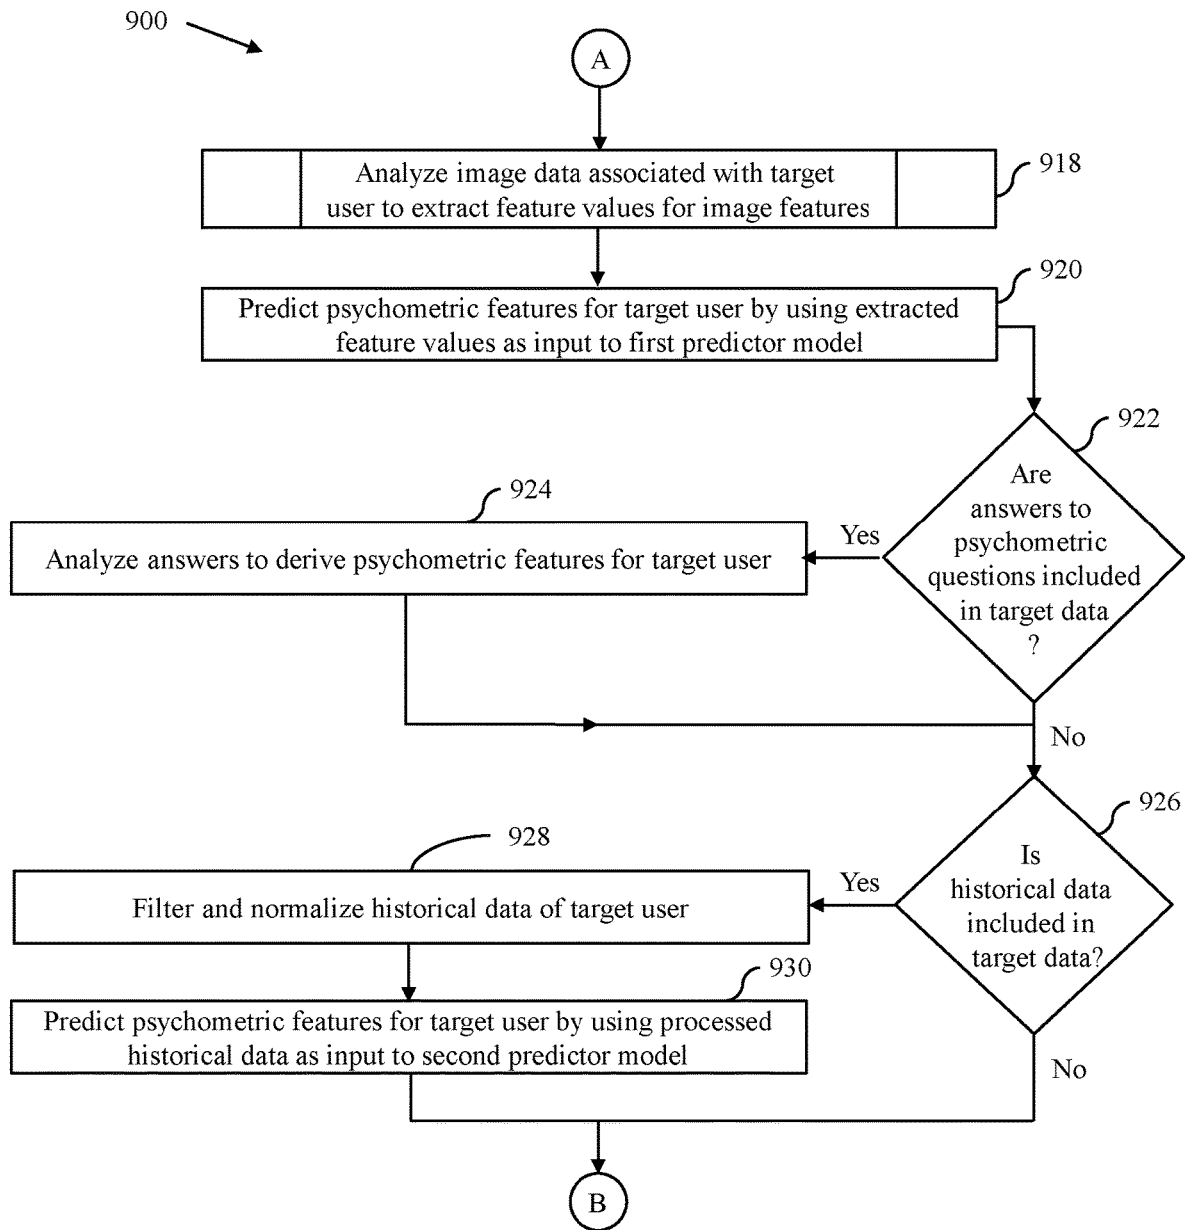 900
A
Analyze image data associated with target
user to extract feature values for image features
918
920
Predict psychometric features for target user by using extracted
feature values as input to first predictor model
922
Are
answers to
psychometric
questions included
in target data
?
Yes
924
Analyze answers to derive psychometric features for target user
No
926
Is
historical data
included in
target data?
Yes
928
Filter and normalize historical data of target user
930
Predict psychometric features for target user by using processed
historical data as input to second predictor model
No
B